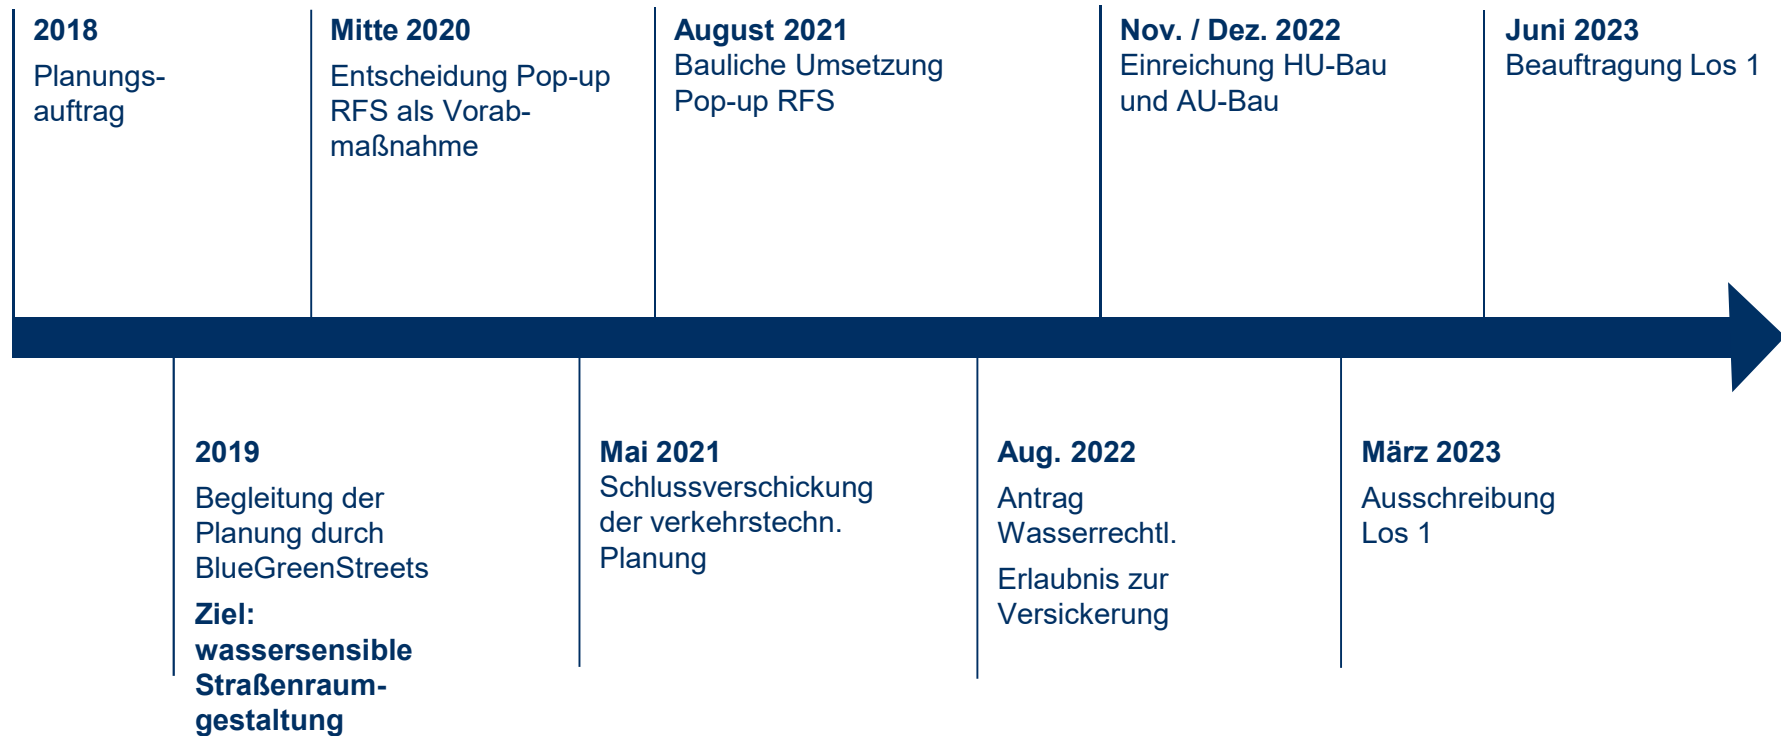 2018
Planungs-
auftrag
Mitte 2020
Entscheidung Pop-up
RFS als Vorab-
maßnahme
August 2021
Bauliche Umsetzung
Pop-up RFS
Nov. / Dez. 2022
Einreichung HU-Bau
und AU-Bau
Juni 2023
Beauftragung Los 1
2019
Begleitung der
Planung durch
BlueGreenStreets
Ziel:
wassersensible
Straßenraum-
gestaltung
Mai 2021
Schlussverschickung
der verkehrstechn.
Planung
Aug. 2022
Antrag
Wasserrechtl.
Erlaubnis zur
Versickerung
März 2023
Ausschreibung
Los 1